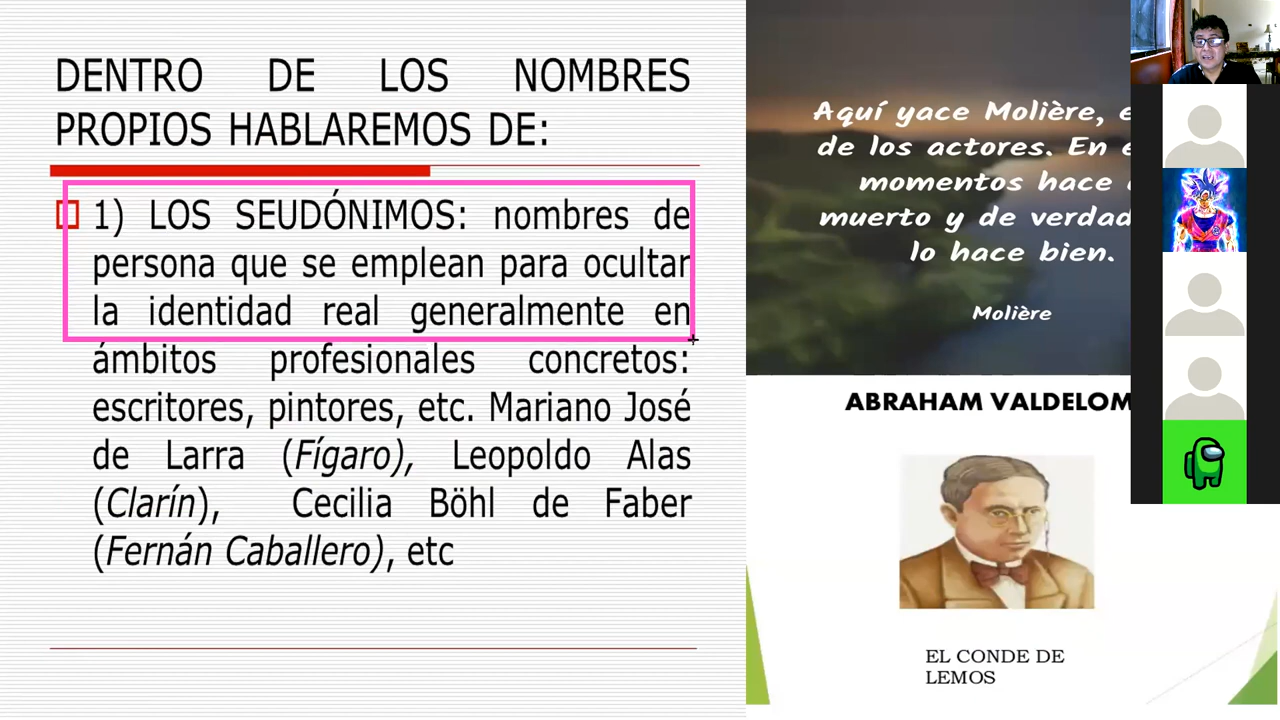 DENTRO DE LOS NOMBRES
PROPIOS HABLAREMOS DE:
1) LOS SEUDÓNIMOS: nombres de
persona que se emplean para ocultar
la identidad real generalmente en
ámbitos profesionales concretos:
escritores, pintores, etc. Mariano José
de Larra (Fígaro), Leopoldo Alas
(Clarín), Cecilia Böhl de Faber
(Fernán Caballero), etc
Aquí yace Molière,
de los actores. En
momentos hace
muerto y de verdad
lo hace bien.
Molière
ABRAHAM
EL CONDE DE
LEMOS